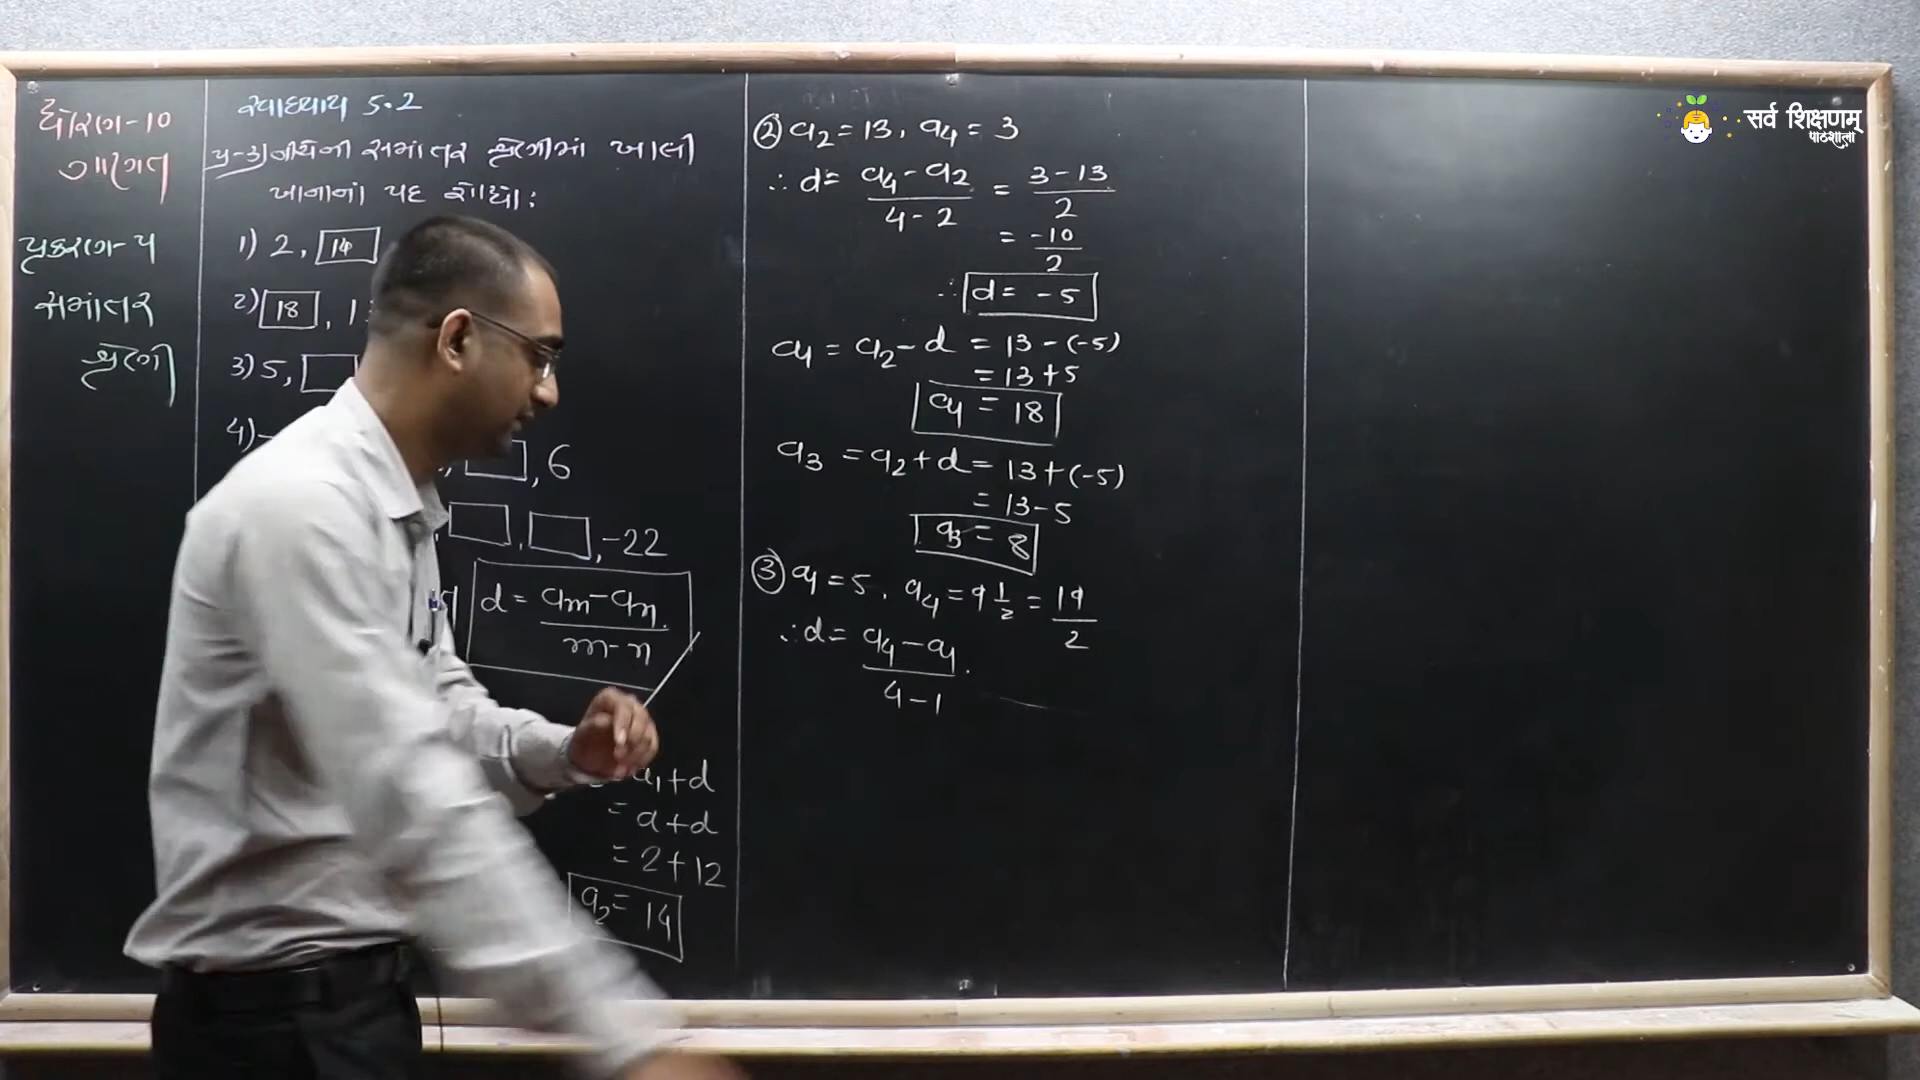 ધોરણ-10
ગણિત
પ્રકરણ-૫
સમાંતર
શ્રેણી
સ્વાધ્યાય 5.2
પ્ર-3) નીચેની સમાંતર શ્રેણીમાં ખાલી
ખાનાનાં પદ શોધો:
1) 2, 14
2) 18,
3) 5,
4)
, 6
, , -22
d = am-an / m-n
a1+d
= a+d
= 2+12
a2 = 14
② a2 = 13, a4 = 3
∴ d = a4-a2 / 4-2 = 3-13 / 2
= -10 / 2
∴ d = -5
a1 = a2-d = 13-(-5)
= 13+5
a1 = 18
a3 = a2+d = 13+(-5)
= 13-5
a3 = 8
③ a1 = 5, a4 = 9 1/2 = 19 / 2
∴ d = a4-a1 / 4-1
सर्व शिक्षणम्
पाठशाला